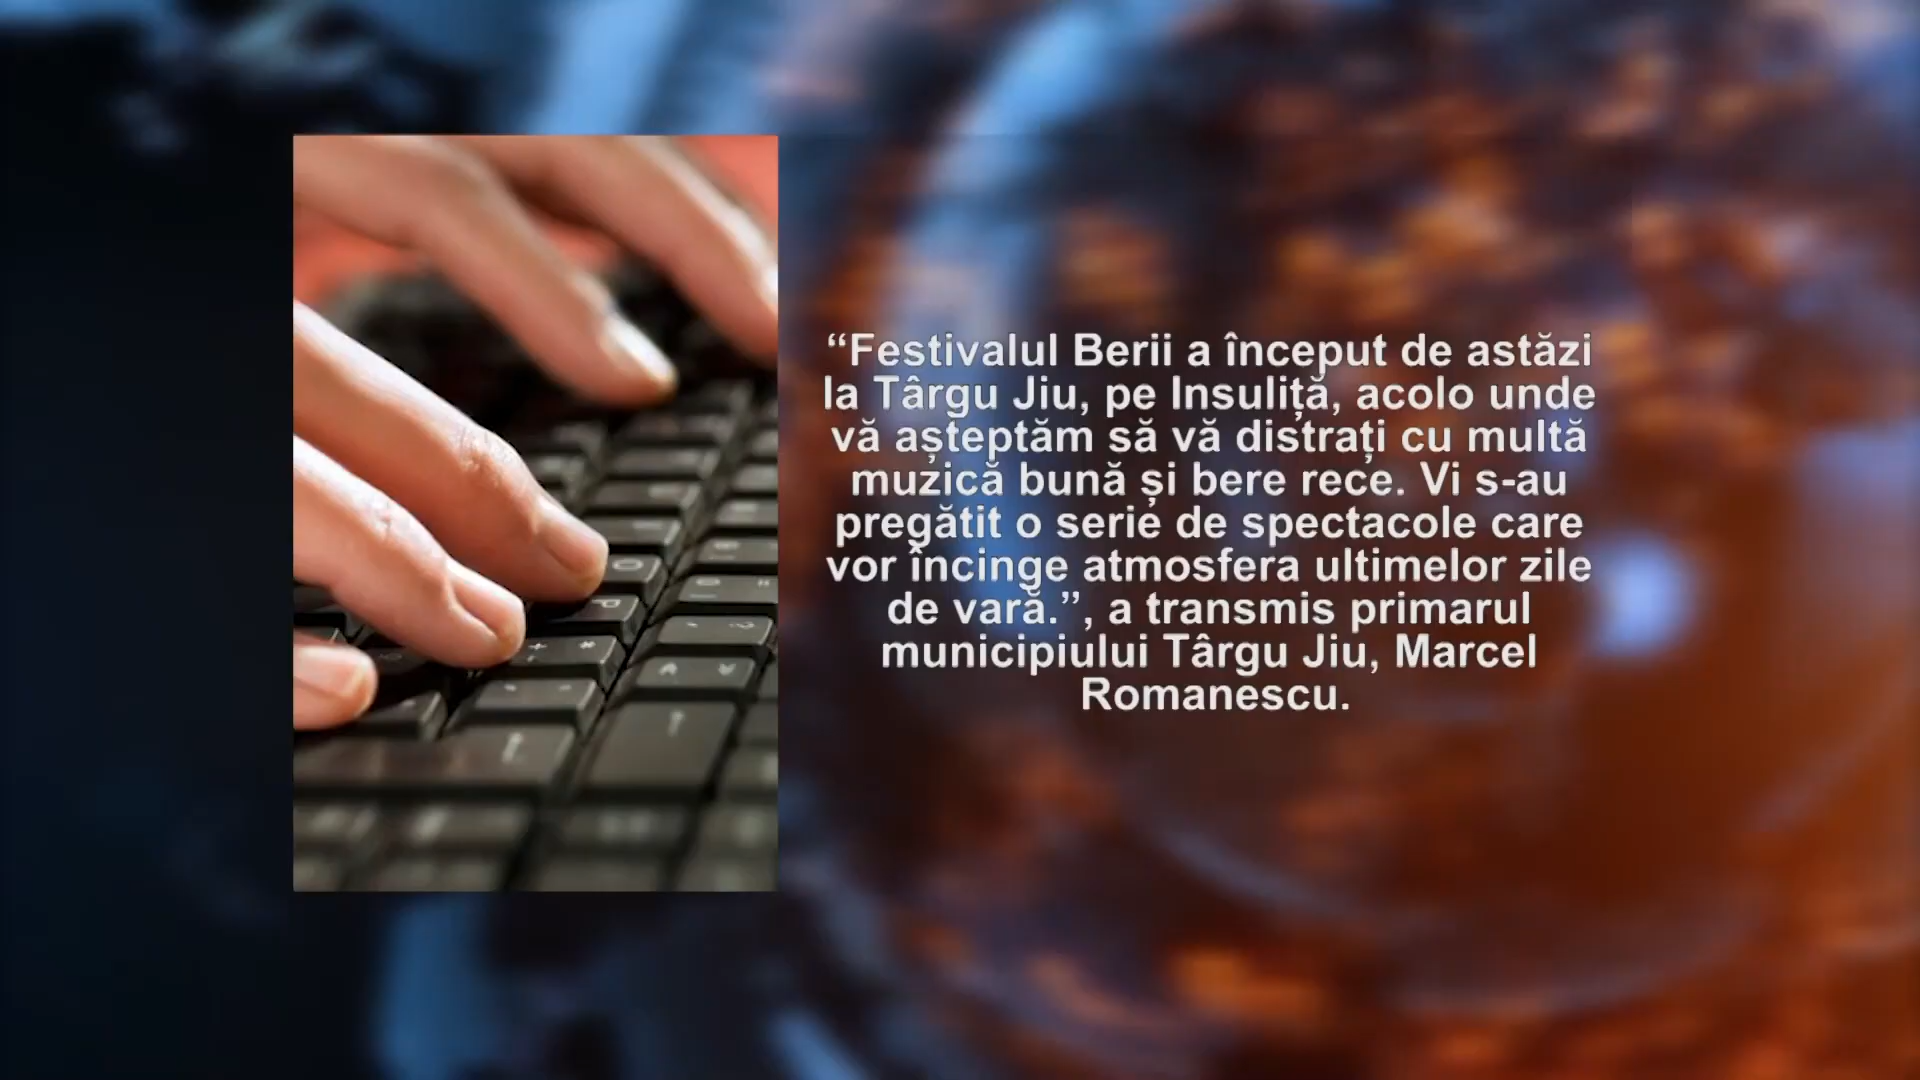 “Festivalul Berii a început de astăzi
la Târgu Jiu, pe Insuliță, acolo unde
vă așteptăm să vă distrați cu multă
muzică bună și bere rece. Vi s-au
pregătit o serie de spectacole care
vor încinge atmosfera ultimelor zile
de vară.”, a transmis primarul
municipiului Târgu Jiu, Marcel
Romanescu.